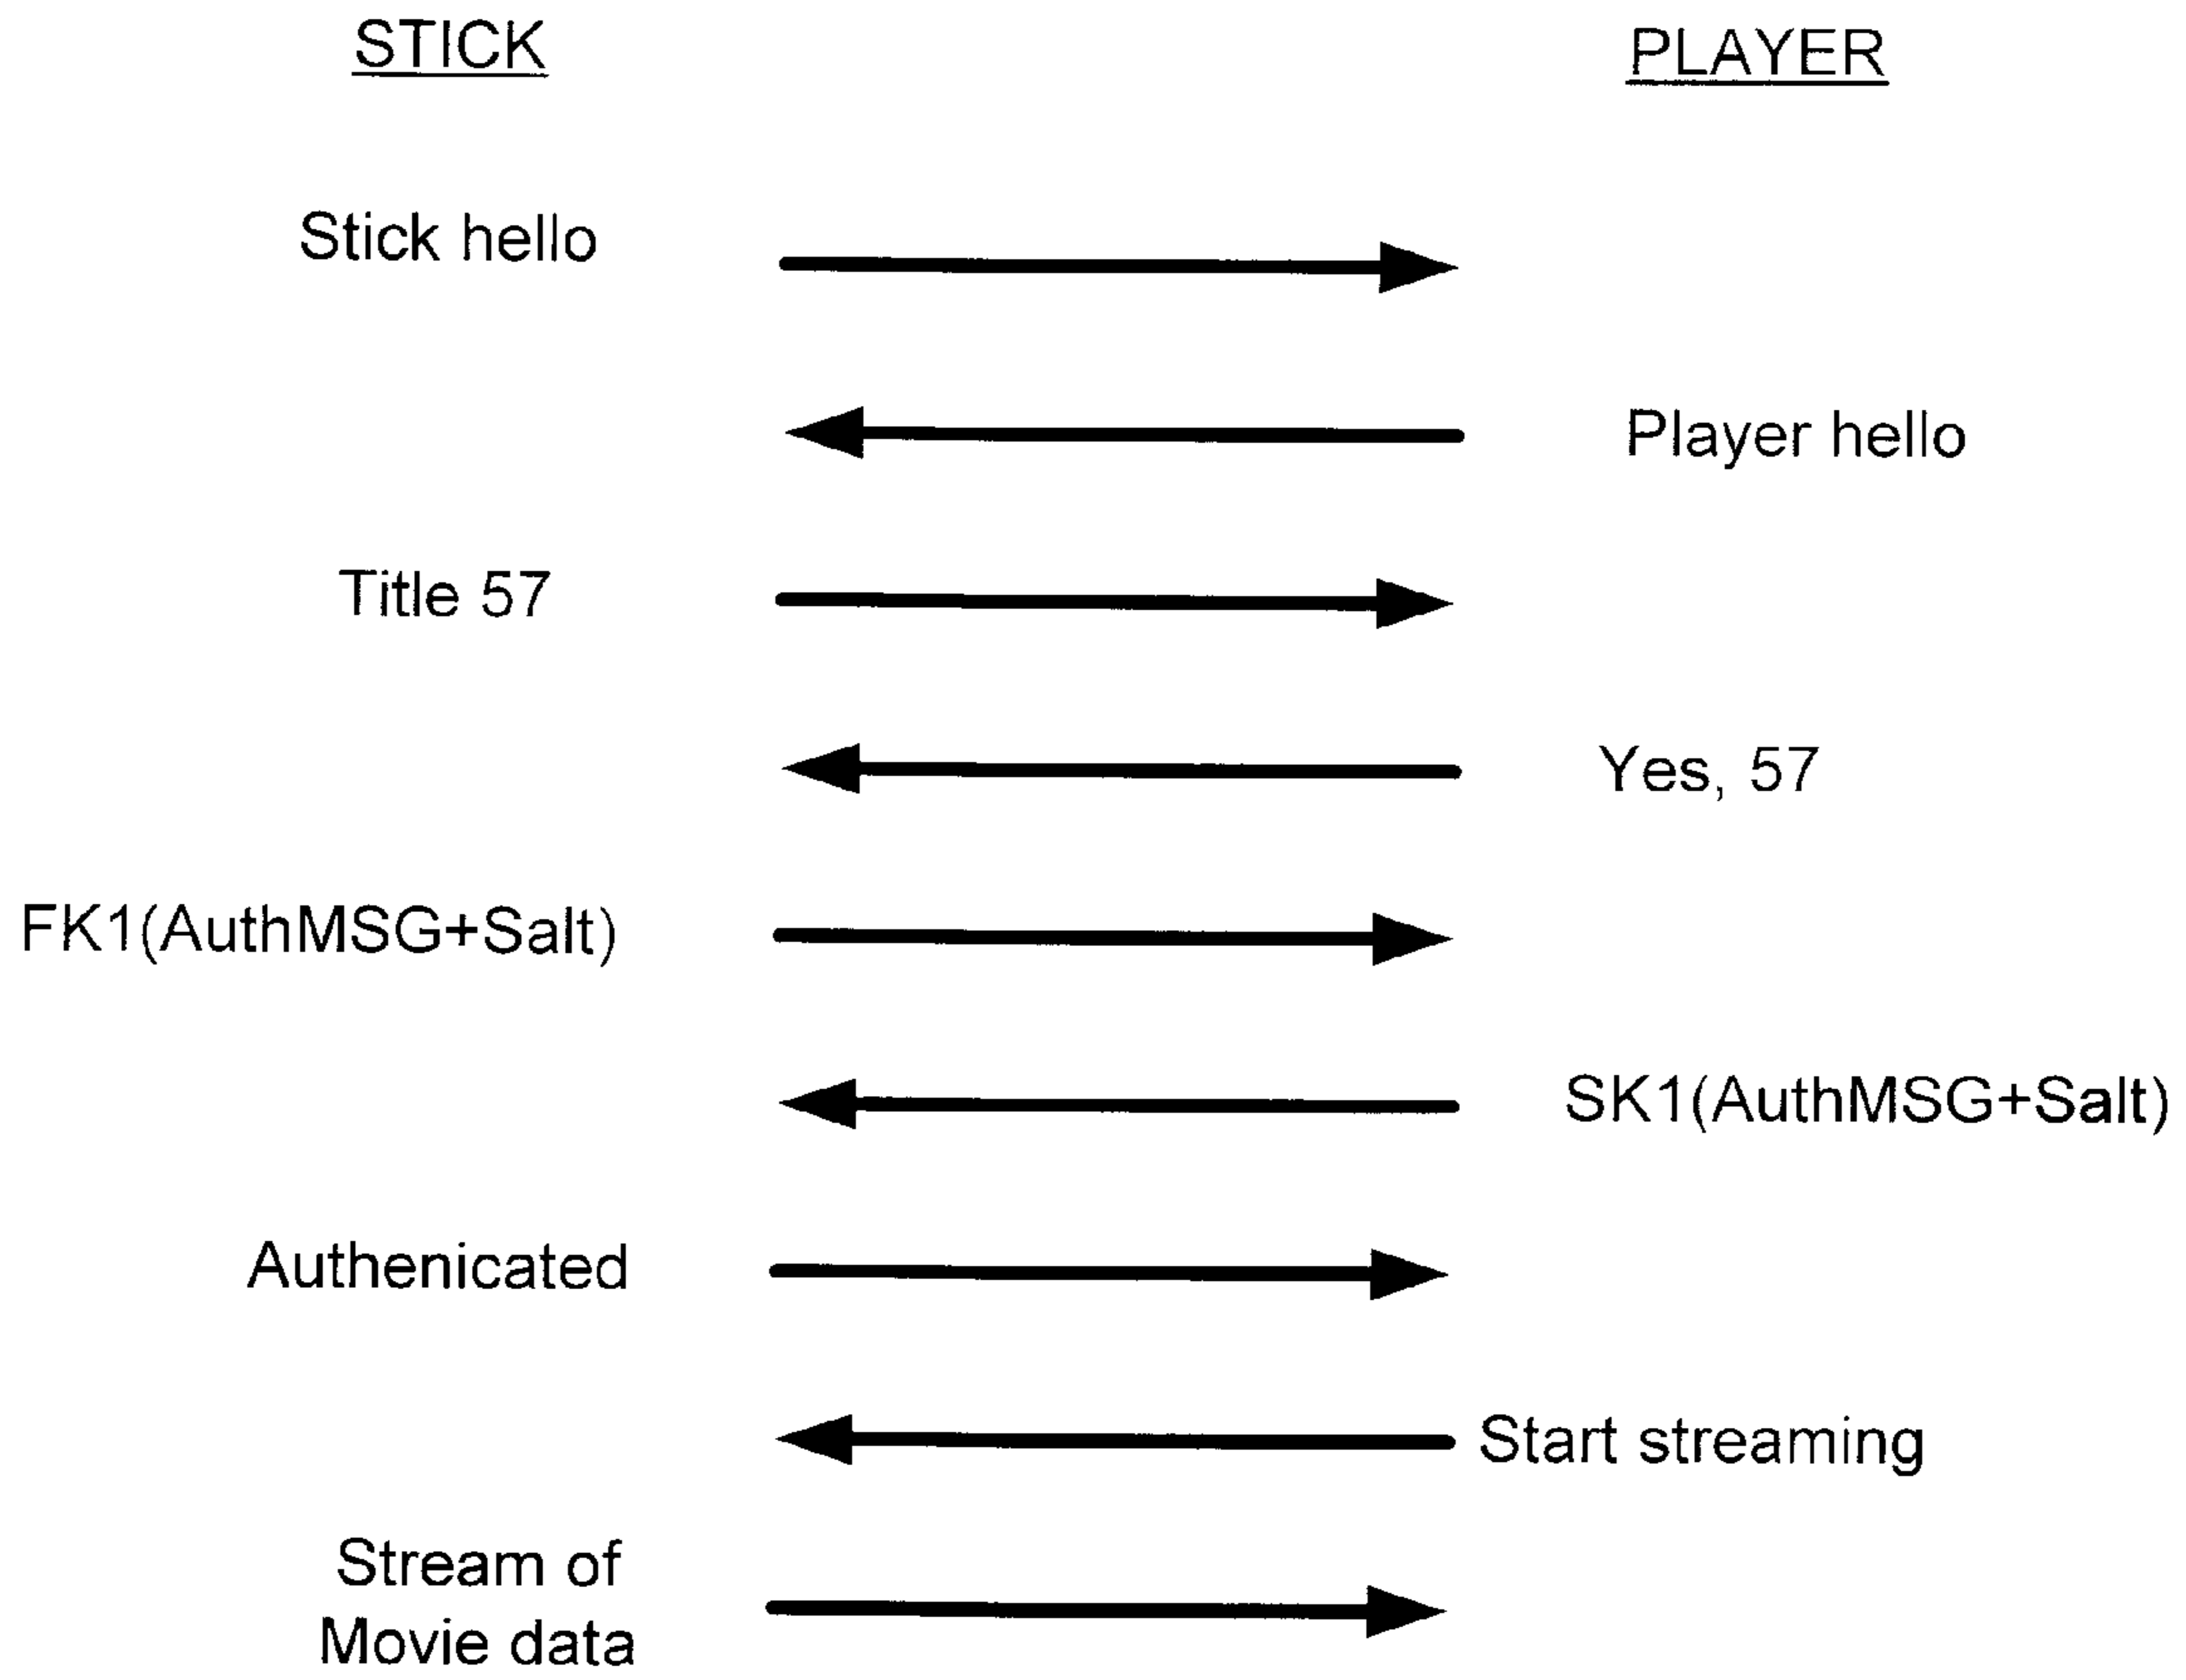 STICK
PLAYER
Stick hello
Player hello
Title 57
Yes, 57
FK1(AuthMSG+Salt)
SK1(AuthMSG+Salt)
Authenicated
Start streaming
Stream of
Movie data